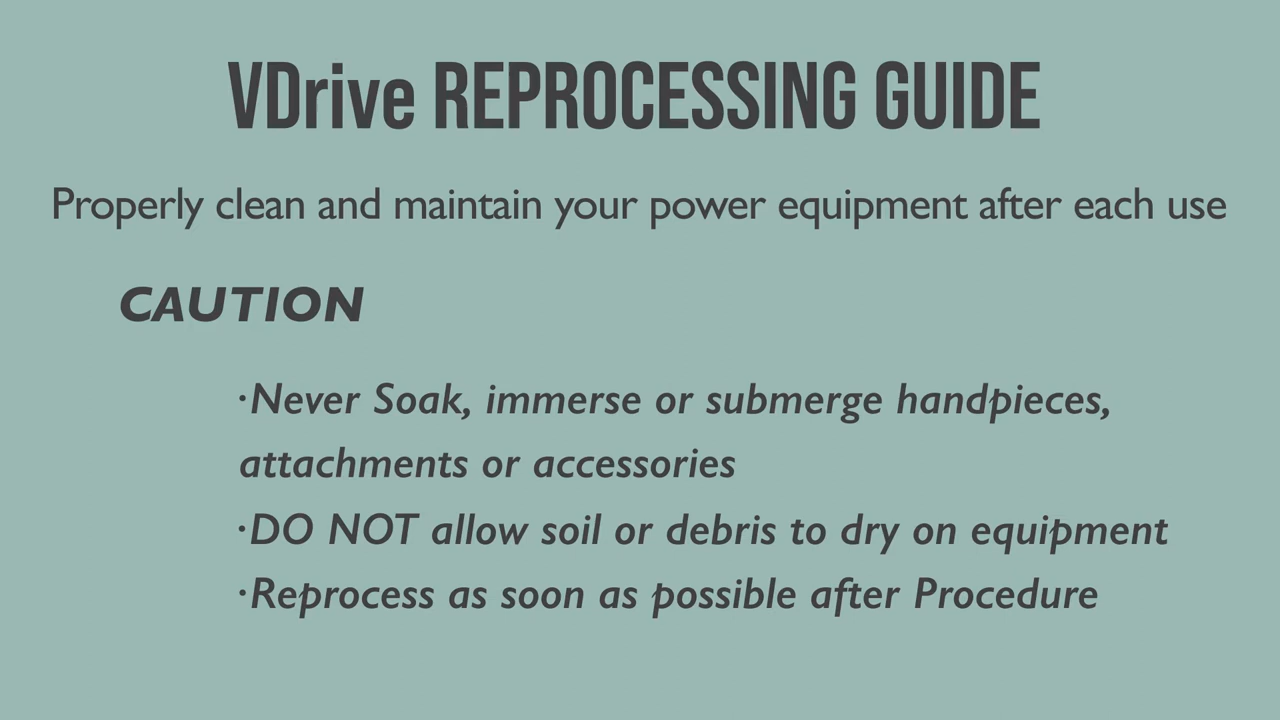 VDrive REPROCESSING GUIDE
Properly clean and maintain your power equipment after each use
CAUTION
·Never Soak, immerse or submerge handpieces,
attachments or accessories
·DO NOT allow soil or debris to dry on equipment
·Reprocess as soon as possible after Procedure